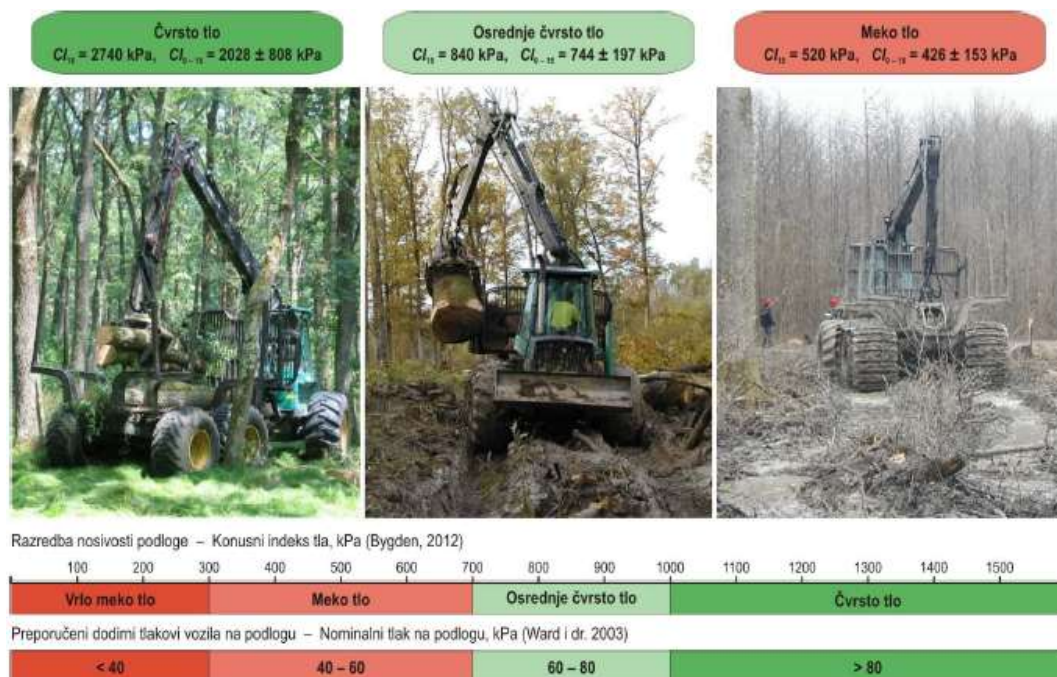 Čvrsto tlo
CI₁₅ = 2740 kPa, CI₀₋₁₅ = 2028 ± 808 kPa
Osrednje čvrsto tlo
CI₁₅ = 840 kPa, CI₀₋₁₅ = 744 ± 197 kPa
Meko tlo
CI₁₅ = 520 kPa, CI₀₋₁₅ = 426 ± 153 kPa
Razredba nosivosti podloge – Konusni indeks tla, kPa (Bygden, 2012)
100 200 300 400 500 600 700 800 900 1000 1100 1200 1300 1400 1500
Vrlo meko tlo Meko tlo Osrednje čvrsto tlo Čvrsto tlo
Preporučeni dodirni tlakovi vozila na podlogu – Nominalni tlak na podlogu, kPa (Ward i dr. 2003)
< 40 40 – 60 60 – 80 > 80